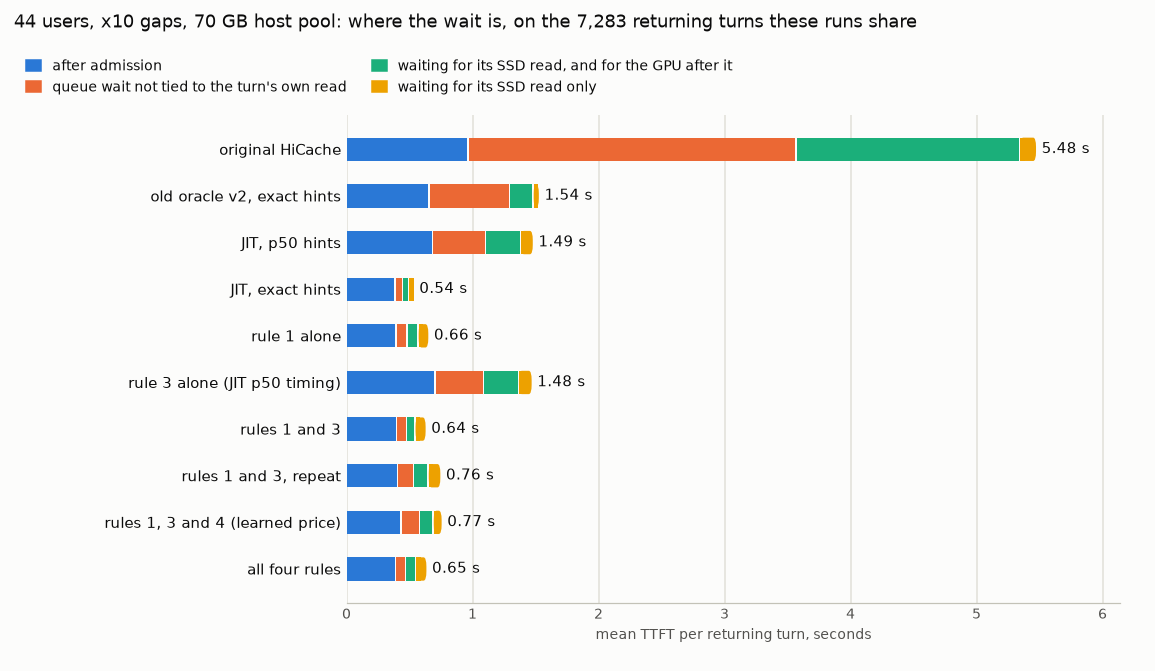 44 users, x10 gaps, 70 GB host pool: where the wait is, on the 7,283 returning turns these runs share
after admission
queue wait not tied to the turn's own read
waiting for its SSD read, and for the GPU after it
waiting for its SSD read only
original HiCache 5.48 s
old oracle v2, exact hints 1.54 s
JIT, p50 hints 1.49 s
JIT, exact hints 0.54 s
rule 1 alone 0.66 s
rule 3 alone (JIT p50 timing) 1.48 s
rules 1 and 3 0.64 s
rules 1 and 3, repeat 0.76 s
rules 1, 3 and 4 (learned price) 0.77 s
all four rules 0.65 s
0 1 2 3 4 5 6
mean TTFT per returning turn, seconds